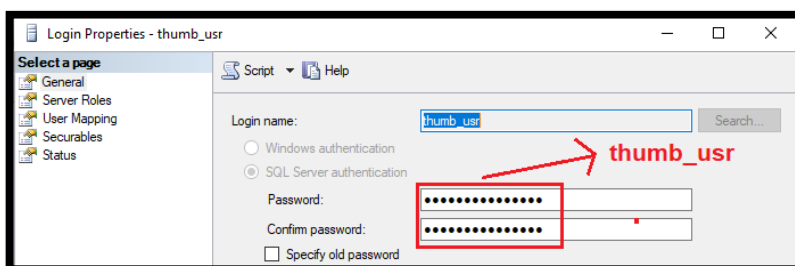 Login Properties - thumb_usr
Select a page
General
Server Roles
User Mapping
Securables
Status
Script Help
Login name: thumb_usr Search...
Windows authentication
thumb_usr
SQL Server authentication
Password: ●●●●●●●●●●●●●●●
Confirm password: ●●●●●●●●●●●●●●●
Specify old password